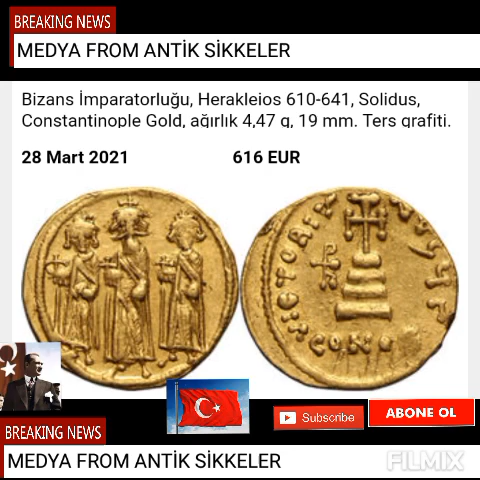 BREAKING NEWS
MEDYA FROM ANTİK SİKKELER
Bizans İmparatorluğu, Herakleios 610-641, Solidus,
Constantinople Gold, ağırlık 4,47 g, 19 mm. Ters grafiti.
28 Mart 2021 616 EUR
Subscribe
ABONE OL
BREAKING NEWS
MEDYA FROM ANTİK SİKKELER
FILMIX